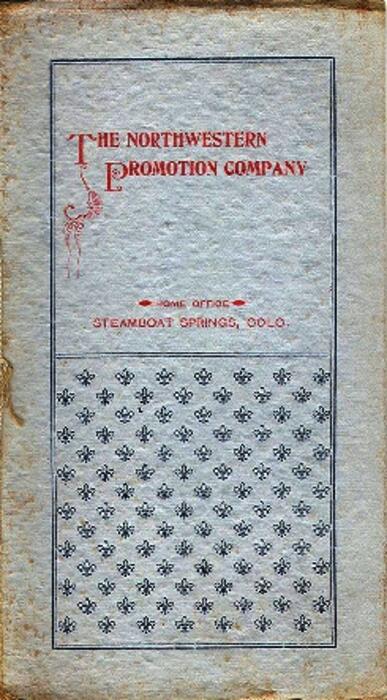 THE NORTHWESTERN
PROMOTION COMPANY
HOME OFFICE
STEAMBOAT SPRINGS, COLO.